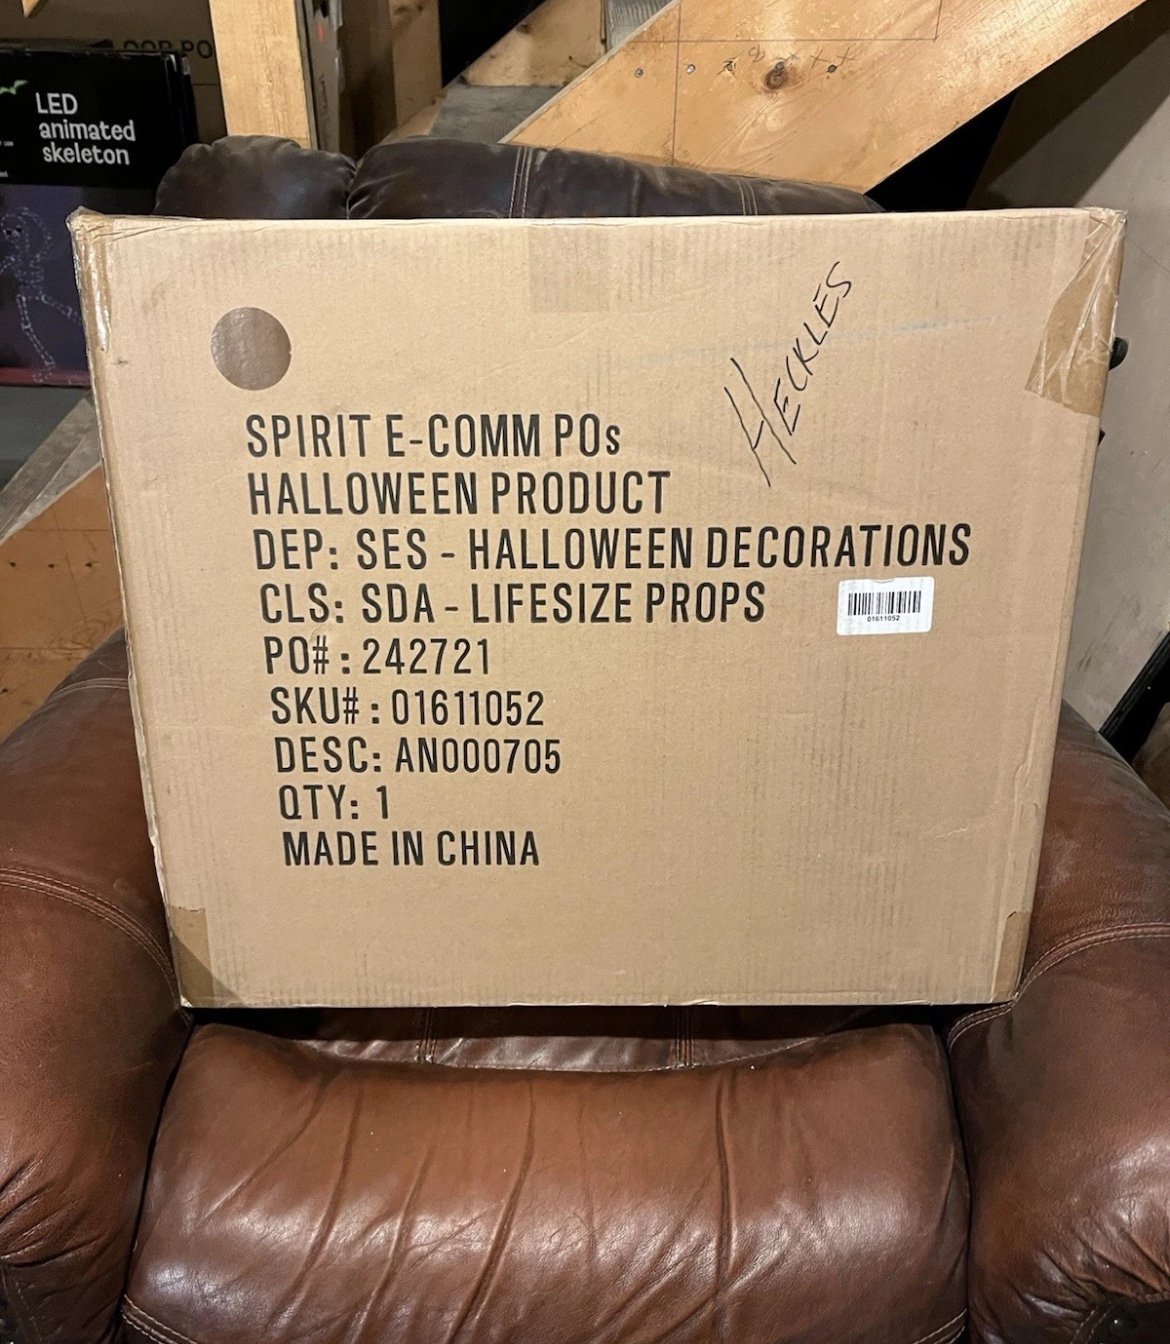 LED
animated
skeleton
HECKLES
SPIRIT E-COMM POs
HALLOWEEN PRODUCT
DEP: SES - HALLOWEEN DECORATIONS
CLS: SDA - LIFESIZE PROPS
01611052
PO# : 242721
SKU# : 01611052
DESC: AN000705
QTY: 1
MADE IN CHINA